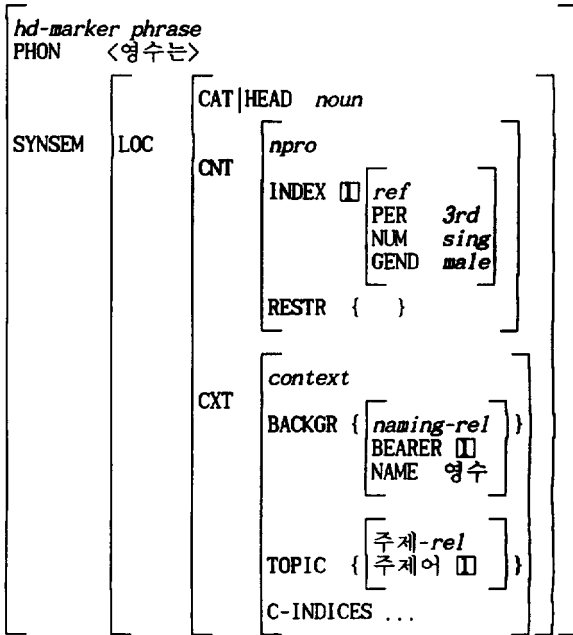 hd-marker phrase
PHON <영수는>
CAT|HEAD noun
SYNSEM LOC
npro
CNT
INDEX 1 ref
PER 3rd
NUM sing
GEND male
RESTR { }
context
CXT
BACKGR { naming-rel }
BEARER 1
NAME 영수
주제-rel
TOPIC { 주제어 1 }
C-INDICES ...